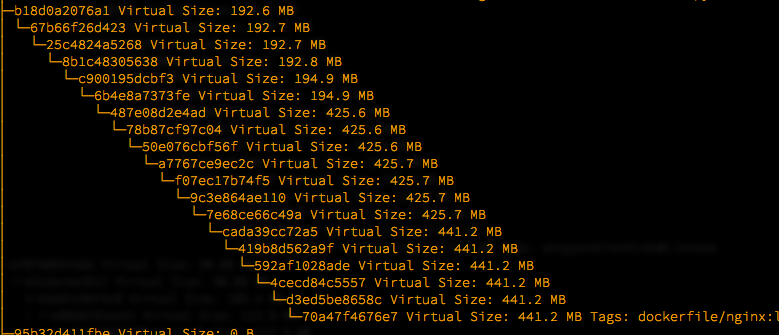 ├─b18d0a2076a1 Virtual Size: 192.6 MB
│ └─67b66f26d423 Virtual Size: 192.7 MB
│   └─25c4824a5268 Virtual Size: 192.7 MB
│     └─8b1c48305638 Virtual Size: 192.8 MB
│       └─c900195dcbf3 Virtual Size: 194.9 MB
│         └─6b4e8a7373fe Virtual Size: 194.9 MB
│           └─487e08d2e4ad Virtual Size: 425.6 MB
│             └─78b87cf97c04 Virtual Size: 425.6 MB
│               └─50e076cbf56f Virtual Size: 425.6 MB
│                 └─a7767ce9ec2c Virtual Size: 425.7 MB
│                   └─f07ec17b74f5 Virtual Size: 425.7 MB
│                     └─9c3e864ae110 Virtual Size: 425.7 MB
│                       └─7e68ce66c49a Virtual Size: 425.7 MB
│                         └─cada39cc72a5 Virtual Size: 441.2 MB
│                           └─419b8d562a9f Virtual Size: 441.2 MB
│                             └─592af1028ade Virtual Size: 441.2 MB
│                               └─4cecd84c5557 Virtual Size: 441.2 MB
│                                 └─d3ed5be8658c Virtual Size: 441.2 MB
│                                   └─70a47f4676e7 Virtual Size: 441.2 MB Tags: dockerfile/nginx:
├─95b32d411fbe Virtual Size: 0 B